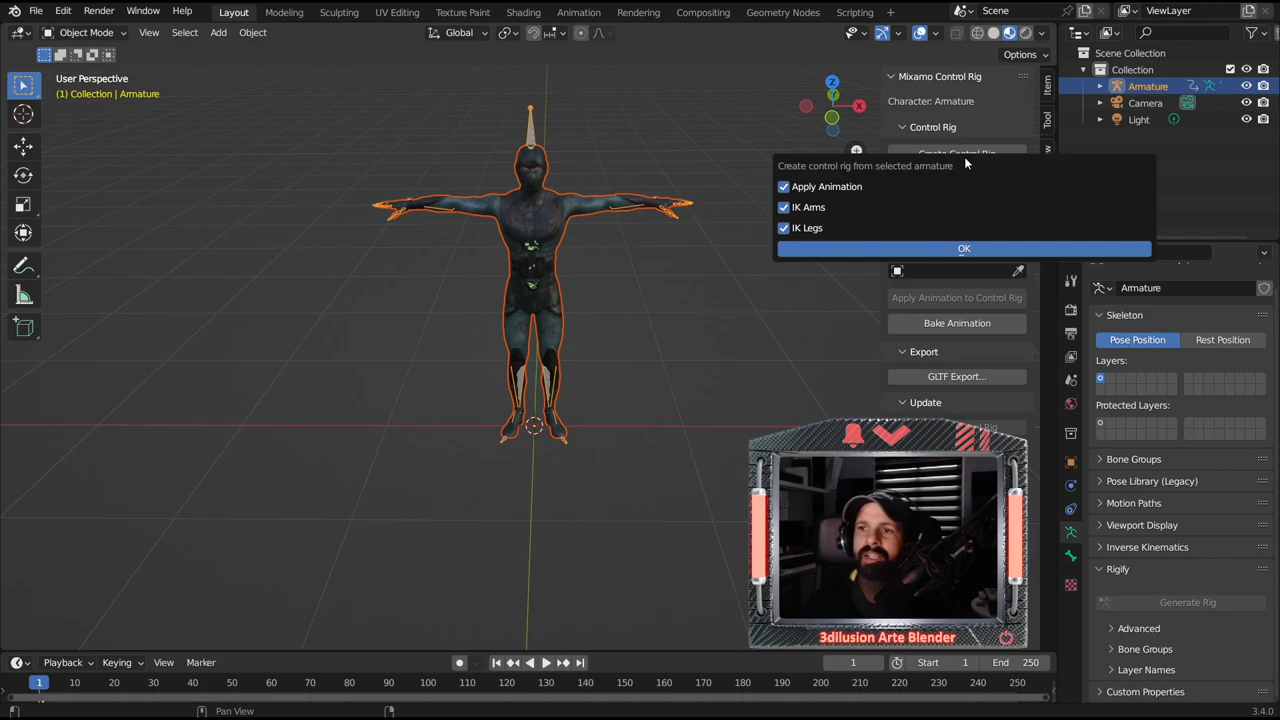 File Edit Render Window Help Layout Modeling Sculpting UV Editing Texture Paint Shading Animation Rendering Compositing Geometry Nodes Scripting Scene ViewLayer
Object Mode View Select Add Object Global
Options
User Perspective
(1) Collection | Armature
Mixamo Control Rig
Character: Armature
Control Rig
Create control rig from selected armature
Apply Animation
IK Arms
IK Legs
OK
Apply Animation to Control Rig
Bake Animation
Export
GLTF Export...
Update
Item
Tool
Z
Y
X
Scene Collection
Collection
Armature
Camera
Light
Armature
Skeleton
Pose Position Rest Position
Layers:
Protected Layers:
Bone Groups
Pose Library (Legacy)
Motion Paths
Viewport Display
Inverse Kinematics
Rigify
Generate Rig
Advanced
Bone Groups
Layer Names
Custom Properties
3dilusion Arte Blender
Playback Keying View Marker 1 Start 1 End 250
1 10 20 30 40 50 60 70 80 90 100 110 120 130 140 150 160 170 180 190 200 210 220 230 240 250
Pan View 3.4.0